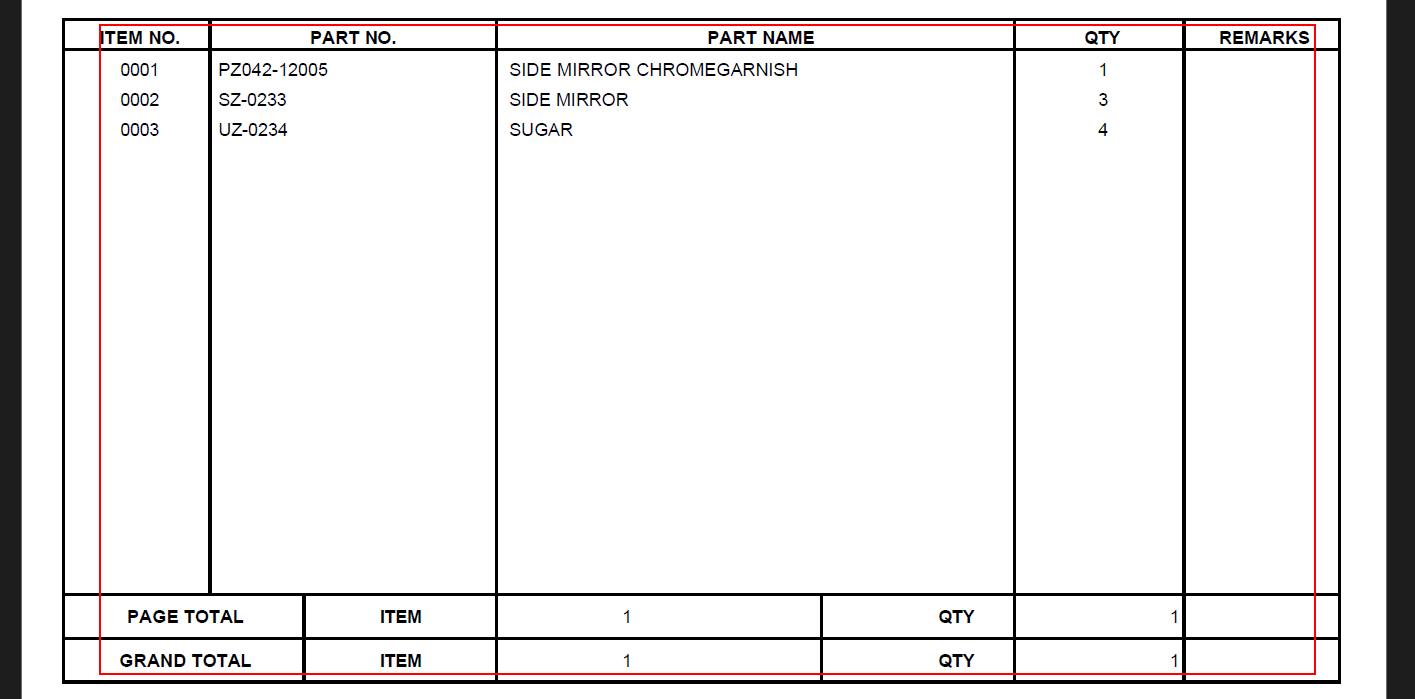 ITEM NO. PART NO. PART NAME QTY REMARKS
0001 PZ042-12005 SIDE MIRROR CHROMEGARNISH 1
0002 SZ-0233 SIDE MIRROR 3
0003 UZ-0234 SUGAR 4
PAGE TOTAL ITEM 1 QTY 1
GRAND TOTAL ITEM 1 QTY 1